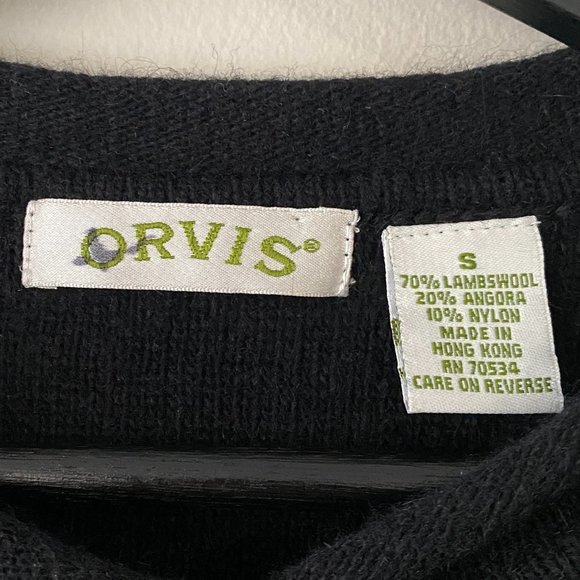 ORVIS®
S
70% LAMBSWOOL
20% ANGORA
10% NYLON
MADE IN
HONG KONG
RN 70534
CARE ON REVERSE